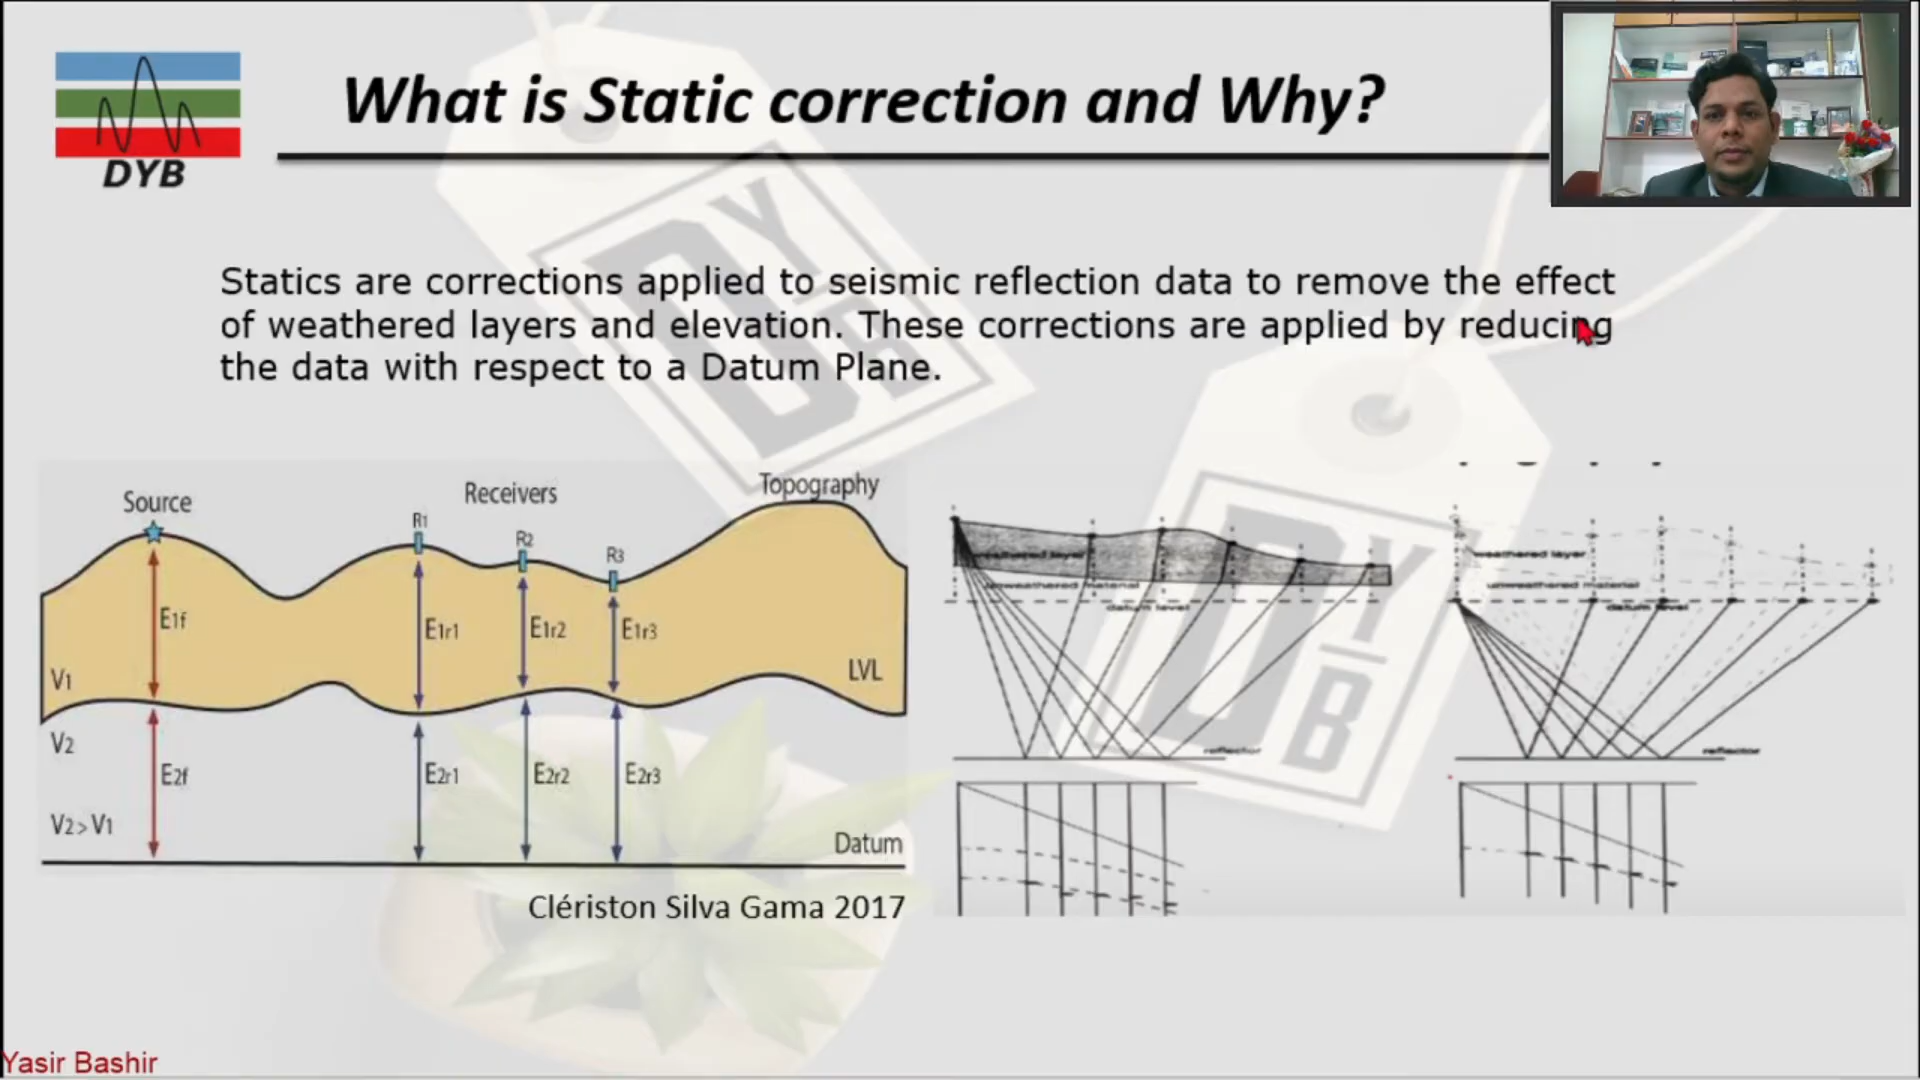 DYB
What is Static correction and Why?
Statics are corrections applied to seismic reflection data to remove the effect
of weathered layers and elevation. These corrections are applied by reducing
the data with respect to a Datum Plane.
Source
Receivers
Topography
R1
R2
R3
E1f
E1r1
E1r2
E1r3
V1
LVL
V2
E2f
E2r1
E2r2
E2r3
V2 > V1
Datum
Clériston Silva Gama 2017
weathered layer
unweathered material
datum level
reflector
weathered layer
unweathered material
datum level
reflector
DYB
DYB
Yasir Bashir